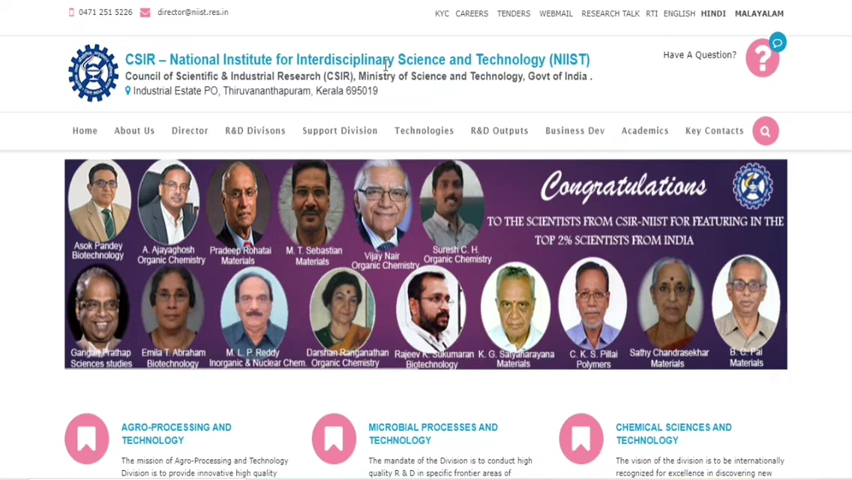 0471 251 5226 director@niist.res.in KYC CAREERS TENDERS WEBMAIL RESEARCH TALK RTI ENGLISH HINDI MALAYALAM
CSIR – National Institute for Interdisciplinary Science and Technology (NIIST)
Council of Scientific & Industrial Research (CSIR), Ministry of Science and Technology, Govt of India .
Industrial Estate PO, Thiruvananthapuram, Kerala 695019
Have A Question?
?
Home About Us Director R&D Divisons Support Division Technologies R&D Outputs Business Dev Academics Key Contacts
Congratulations
TO THE SCIENTISTS FROM CSIR-NIIST FOR FEATURING IN THE
TOP 2% SCIENTISTS FROM INDIA
Asok Pandey
Biotechnology
A. Ajayaghosh
Organic Chemistry
Pradeep Rohatai
Materials
M. T. Sebastian
Materials
Vijay Nair
Organic Chemistry
Suresh C. H.
Organic Chemistry
Gangan Prathap
Sciences studies
Emila T. Abraham
Biotechnology
M. L. P. Reddy
Inorganic & Nuclear Chem.
Darshan Ranganathan
Organic Chemistry
Rajeev K. Sukumaran
Biotechnology
K. G. Satyanarayana
Materials
C. K. S. Pillai
Polymers
Sathy Chandrasekhar
Materials
B. C. Pai
Materials
AGRO-PROCESSING AND
TECHNOLOGY
The mission of Agro-Processing and Technology
Division is to provide innovative high quality
MICROBIAL PROCESSES AND
TECHNOLOGY
The mandate of the Division is to conduct high
quality R & D in specific frontier areas of
CHEMICAL SCIENCES AND
TECHNOLOGY
The vision of the division is to be internationally
recognized for excellence in discovering new